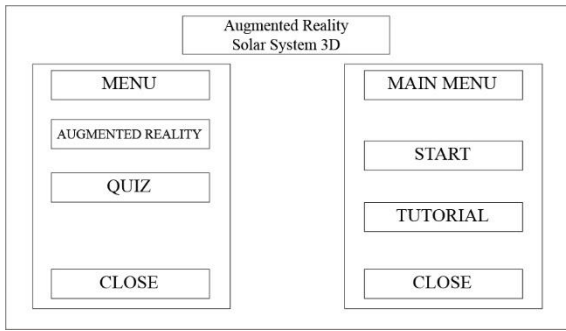 Augmented Reality
Solar System 3D
MENU
AUGMENTED REALITY
QUIZ
CLOSE
MAIN MENU
START
TUTORIAL
CLOSE